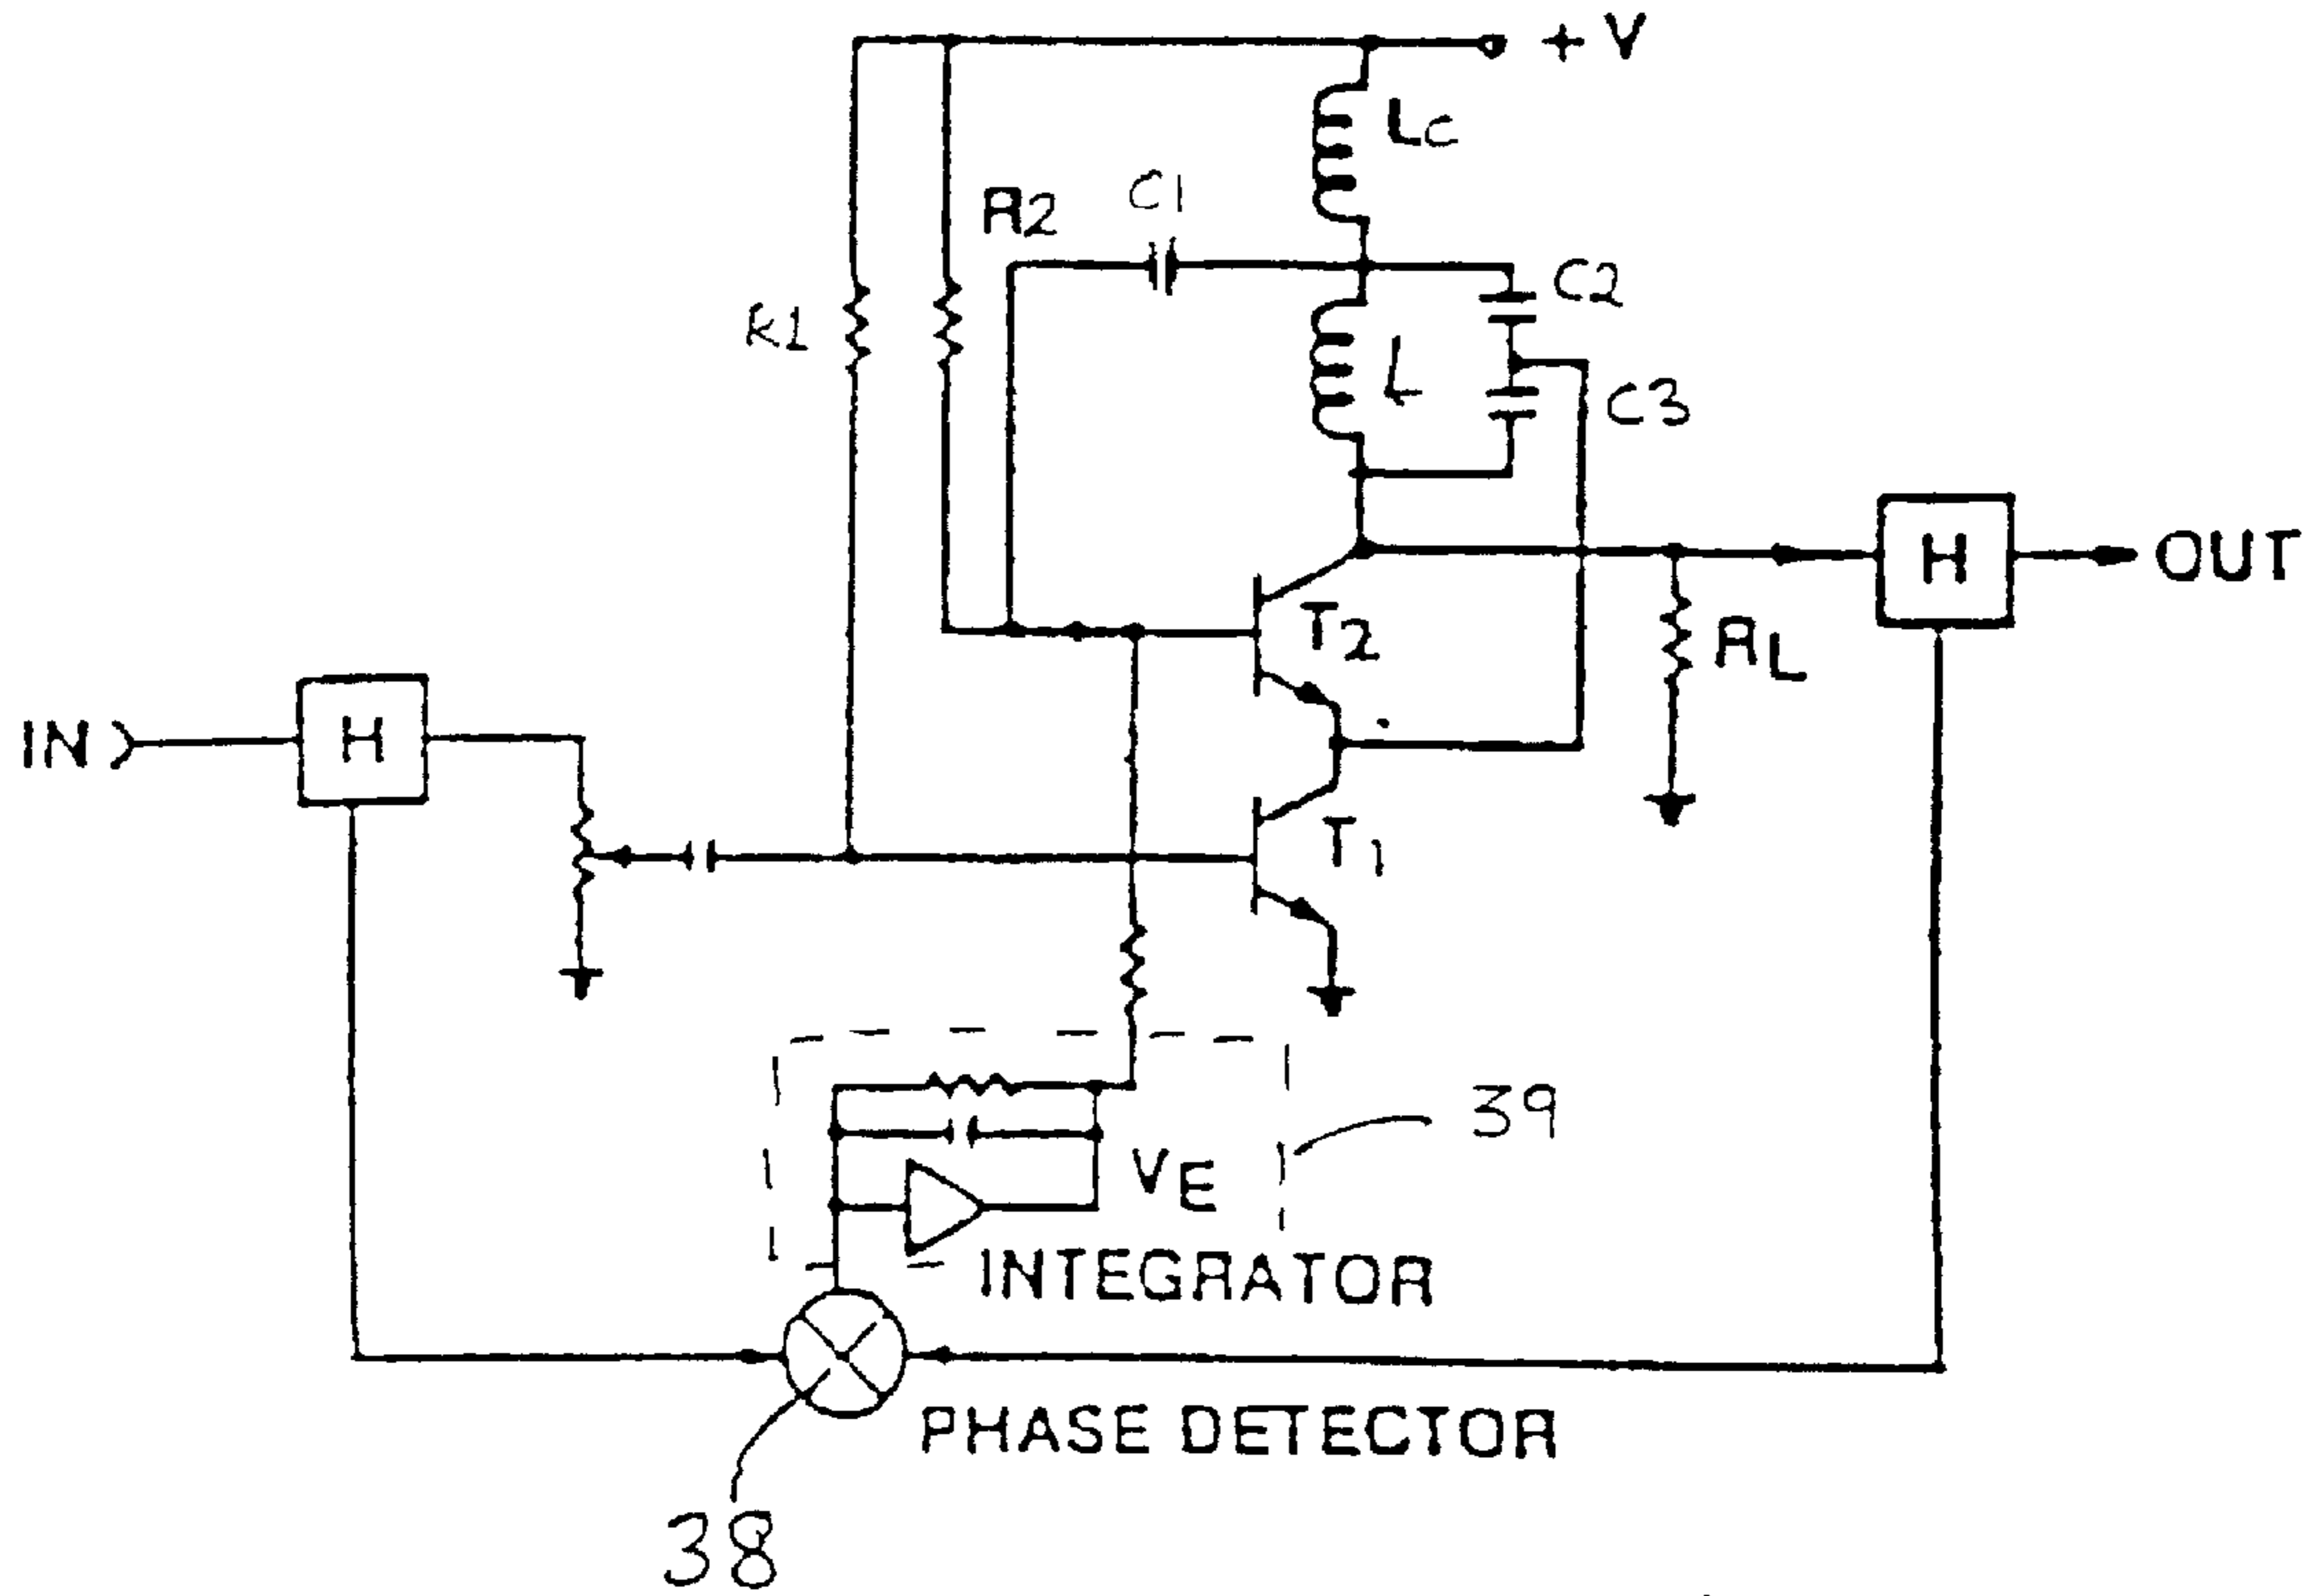 +V
Lc
C1
R2
C2
R1
L
C3
H
OUT
T2
RL
IN
H
T1
39
VE
INTEGRATOR
PHASE DETECTOR
38